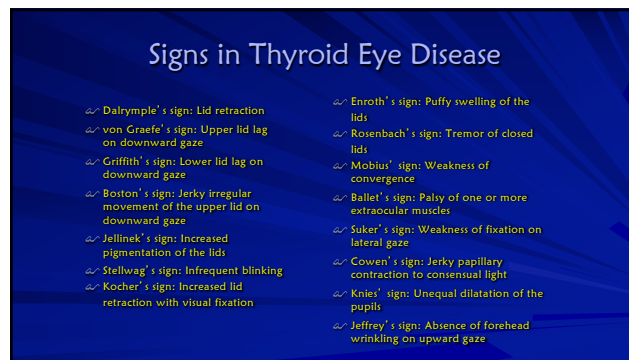 Signs in Thyroid Eye Disease
Dalrymple's sign: Lid retraction
von Graefe's sign: Upper lid lag
on downward gaze
Griffith's sign: Lower lid lag on
downward gaze
Boston's sign: Jerky irregular
movement of the upper lid on
downward gaze
Jellinek's sign: Increased
pigmentation of the lids
Stellwag's sign: Infrequent blinking
Kocher's sign: Increased lid
retraction with visual fixation
Enroth's sign: Puffy swelling of the
lids
Rosenbach's sign: Tremor of closed
lids
Mobius' sign: Weakness of
convergence
Ballet's sign: Palsy of one or more
extraocular muscles
Suker's sign: Weakness of fixation on
lateral gaze
Cowen's sign: Jerky papillary
contraction to consensual light
Knies' sign: Unequal dilatation of the
pupils
Jeffrey's sign: Absence of forehead
wrinkling on upward gaze